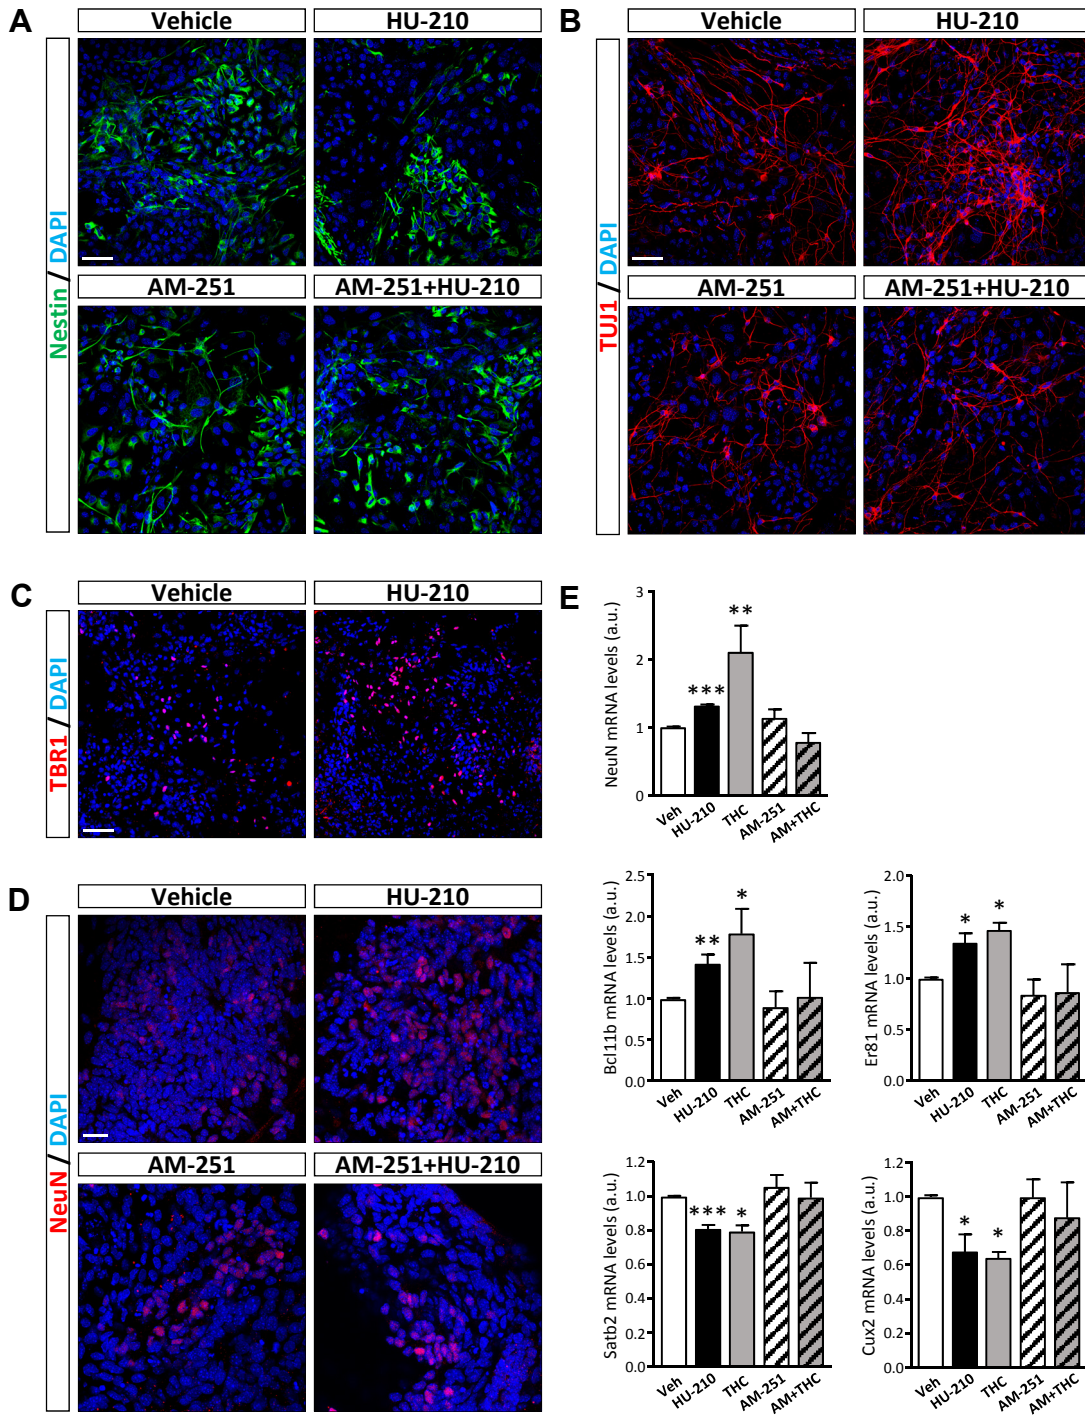 A
Vehicle
HU-210
Nestin / DAPI
AM-251
AM-251+HU-210
B
Vehicle
HU-210
TUJ1 / DAPI
AM-251
AM-251+HU-210
C
Vehicle
HU-210
TBR1 / DAPI
D
Vehicle
HU-210
NeuN / DAPI
AM-251
AM-251+HU-210
E
NeuN mRNA levels (a.u.)
3
2
1
0
***
**
Veh
HU-210
THC
AM-251
AM+THC
Bcl11b mRNA levels (a.u.)
2.5
2.0
1.5
1.0
0.5
0.0
**
*
Veh
HU-210
THC
AM-251
AM+THC
Er81 mRNA levels (a.u.)
2.0
1.5
1.0
0.5
0.0
*
*
Veh
HU-210
THC
AM-251
AM+THC
Satb2 mRNA levels (a.u.)
1.2
1.0
0.8
0.6
0.4
0.2
0.0
***
*
Veh
HU-210
THC
AM-251
AM+THC
Cux2 mRNA levels (a.u.)
1.2
1.0
0.8
0.6
0.4
0.2
0.0
*
*
Veh
HU-210
THC
AM-251
AM+THC